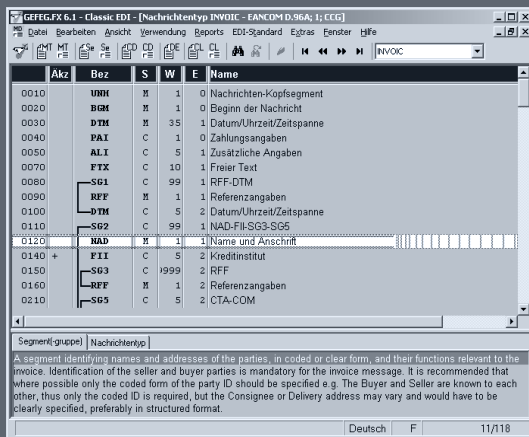 GEFEG.FX 6.1 - Classic EDI - [Nachrichtentyp INVOIC - EANCOM D.96A; 1; CCG]
Datei Bearbeiten Ansicht Verwaltung Reports EDI-Standard Extras Fenster Hilfe
MT MT Se Se CD CD DE CL CL INVOIC
Akz Bez S W E Name
0010 UNH M 1 0 Nachrichten-Kopfsegment
0020 BGM M 1 0 Beginn der Nachricht
0030 DTM M 35 1 Datum/Uhrzeit/Zeitspanne
0040 PAI C 1 0 Zahlungsangaben
0050 ALI C 5 1 Zusätzliche Angaben
0070 FTX C 10 1 Freier Text
0080 SG1 C 99 1 RFF-DTM
0090 RFF M 1 1 Referenzangaben
0100 DTM C 5 2 Datum/Uhrzeit/Zeitspanne
0110 SG2 C 99 1 NAD-FII-SG3-SG5
0120 NAD M 1 1 Name und Anschrift
0140 + FII C 5 2 Kreditinstitut
0150 SG3 C 9999 2 RFF
0160 RFF M 1 2 Referenzangaben
0210 SG5 C 5 2 CTA-COM
Segment(-gruppe) Nachrichtentyp
A segment identifying names and addresses of the parties, in coded or clear form, and their functions relevant to the
invoice. Identification of the seller and buyer parties is mandatory for the invoice message. It is recommended that
where possible only the coded form of the party ID should be specified e.g. The Buyer and Seller are known to each
other, thus only the coded ID is required, but the Consignee or Delivery address may vary and would have to be
clearly specified, preferably in structured format.
Deutsch F 11/118